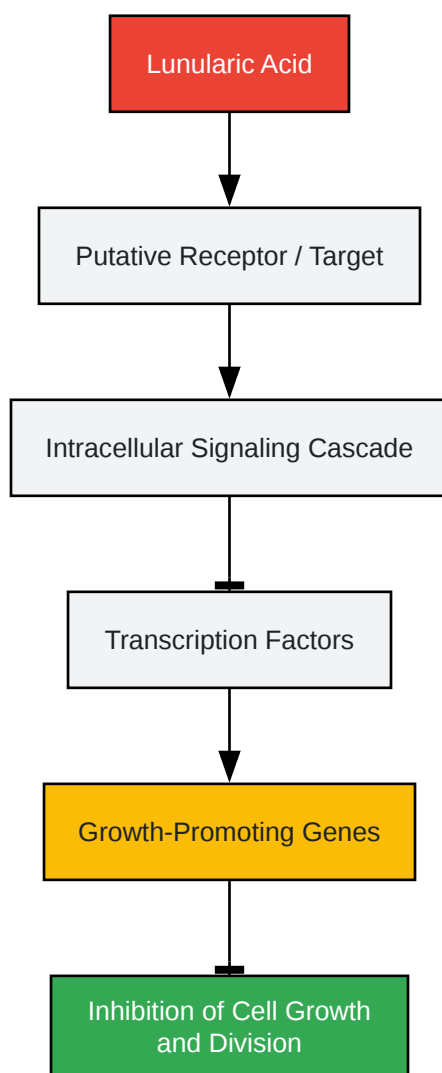 Lunularic Acid
Putative Receptor / Target
Intracellular Signaling Cascade
Transcription Factors
Growth-Promoting Genes
Inhibition of Cell Growth
and Division